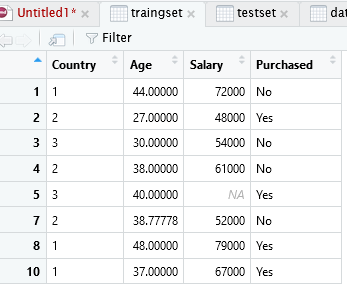 Untitled1* traingset testset dat
Filter
Country Age Salary Purchased
1 1 44.00000 72000 No
2 2 27.00000 48000 Yes
3 3 30.00000 54000 No
4 2 38.00000 61000 No
5 3 40.00000 NA Yes
7 2 38.77778 52000 No
8 1 48.00000 79000 Yes
10 1 37.00000 67000 Yes